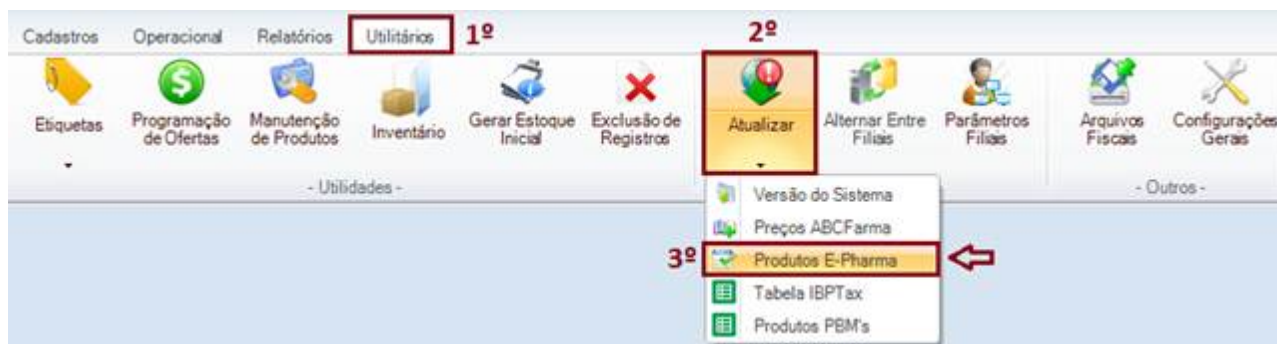 Cadastros Operacional Relatórios Utilitários 1º 2º
Etiquetas
Programação de Ofertas
Manutenção de Produtos
Inventário
Gerar Estoque Inicial
Exclusão de Registros
Atualizar
Alternar Entre Filiais
Parâmetros Filiais
Arquivos Fiscais
Configurações Gerais
- Utilidades -
- Outros -
Versão do Sistema
Preços ABCFarma
3º Produtos E-Pharma
Tabela IBPTax
Produtos PBM's